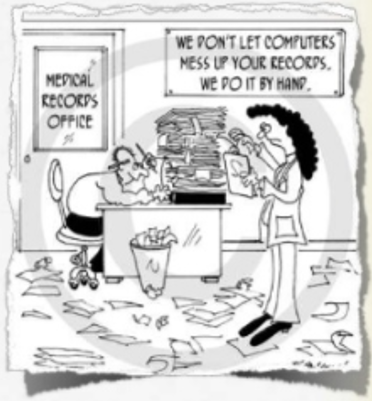 WE DON'T LET COMPUTERS
MESS UP YOUR RECORDS.
WE DO IT BY HAND.
MEDICAL
RECORDS
OFFICE